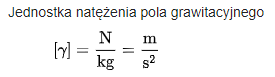 Jednostka natężenia pola grawitacyjnego
[γ] = N/kg = m/s²